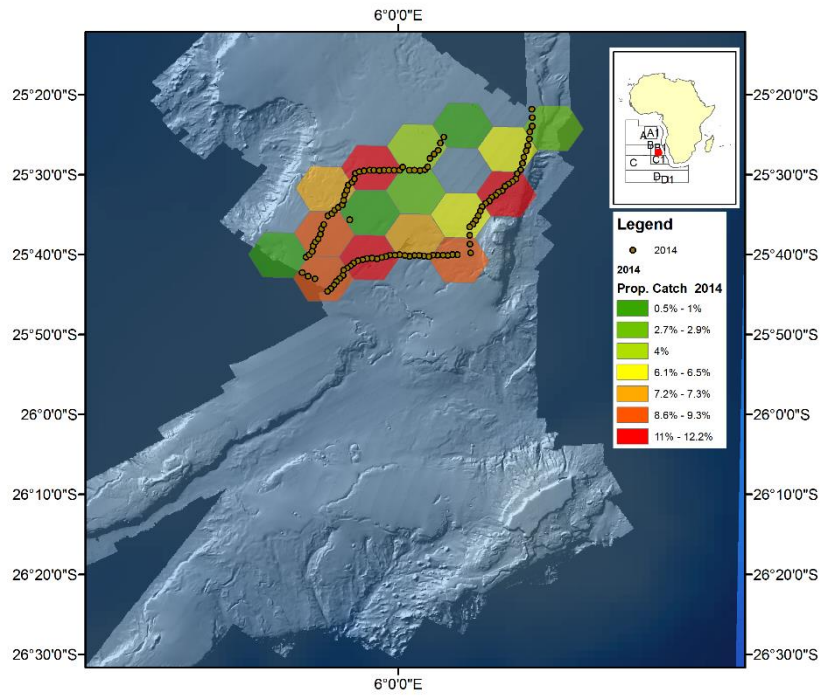 6°0'0"E
25°20'0"S
25°20'0"S
25°30'0"S
25°30'0"S
25°40'0"S
25°40'0"S
25°50'0"S
25°50'0"S
26°0'0"S
26°0'0"S
26°10'0"S
26°10'0"S
26°20'0"S
26°20'0"S
26°30'0"S
26°30'0"S
6°0'0"E
A A1
B
C C1
D D1
Legend
2014
2014
Prop. Catch 2014
0.5% - 1%
2.7% - 2.9%
4%
6.1% - 6.5%
7.2% - 7.3%
8.6% - 9.3%
11% - 12.2%